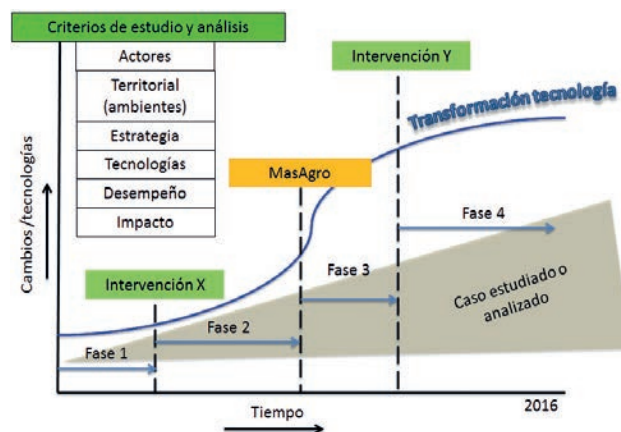 Criterios de estudio y análisis
Actores
Territorial
(ambientes)
Estrategia
Tecnologías
Desempeño
Impacto
Intervención Y
Transformación tecnología
MasAgro
Cambios/tecnologías
Intervención X
Fase 1
Fase 2
Fase 3
Fase 4
Caso estudiado o
analizado
Tiempo
2016